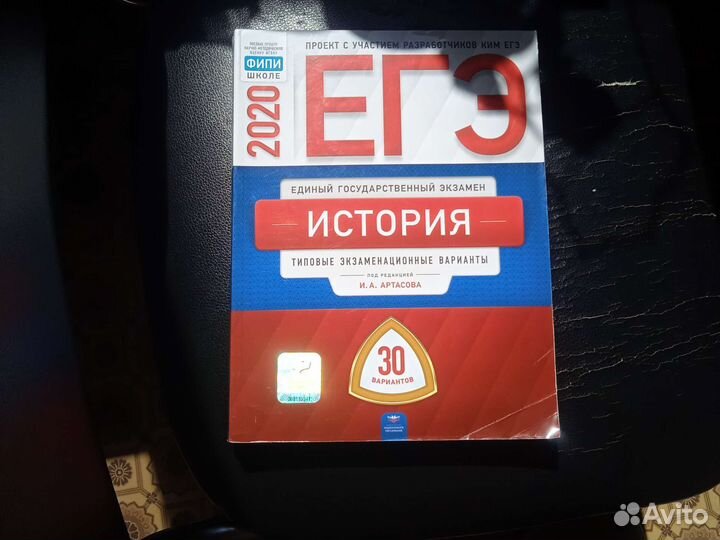 ПРОЕКТ С УЧАСТИЕМ РАЗРАБОТЧИКОВ КИМ ЕГЭ
ФИПИ
ШКОЛЕ
2020
ЕГЭ
ЕДИНЫЙ ГОСУДАРСТВЕННЫЙ ЭКЗАМЕН
ИСТОРИЯ
ТИПОВЫЕ ЭКЗАМЕНАЦИОННЫЕ ВАРИАНТЫ
ПОД РЕДАКЦИЕЙ
И. А. АРТАСОВА
30
ВАРИАНТОВ
Avito